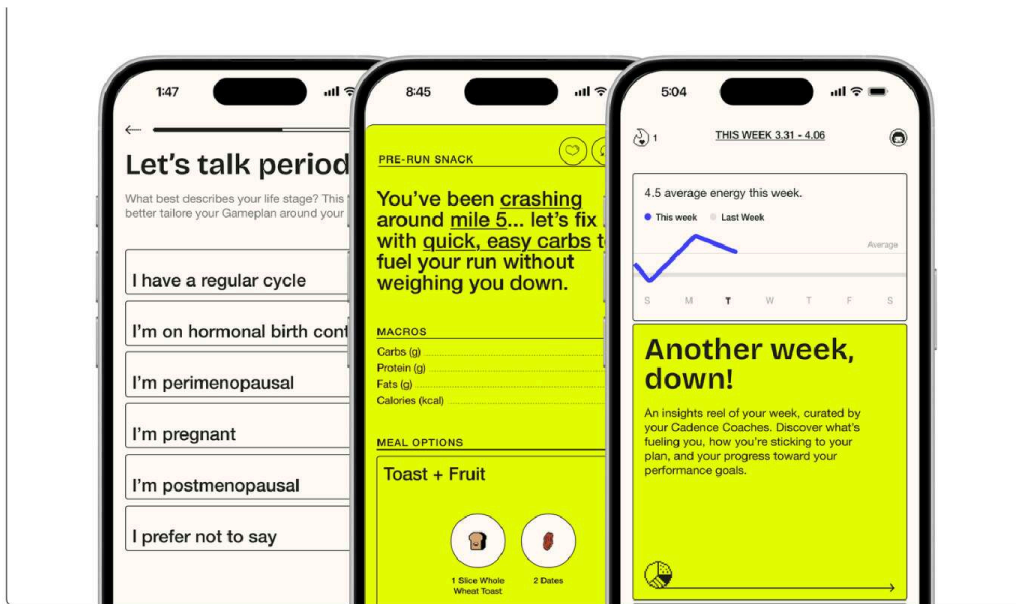 1:47
Let's talk period
What best describes your life stage? This
better tailore your Gameplan around your
I have a regular cycle
I'm on hormonal birth cont
I'm perimenopausal
I'm pregnant
I'm postmenopausal
I prefer not to say
8:45
PRE-RUN SNACK
You've been crashing
around mile 5... let's fix
with quick, easy carbs t
fuel your run without
weighing you down.
MACROS
Carbs (g)
Protein (g)
Fats (g)
Calories (kcal)
MEAL OPTIONS
Toast + Fruit
1 Slice Whole
Wheat Toast
2 Dates
5:04
1
THIS WEEK 3.31 - 4.06
4.5 average energy this week.
This week
Last Week
Average
S M T W T F S
Another week,
down!
An insights reel of your week, curated by
your Cadence Coaches. Discover what's
fueling you, how you're sticking to your
plan, and your progress toward your
performance goals.